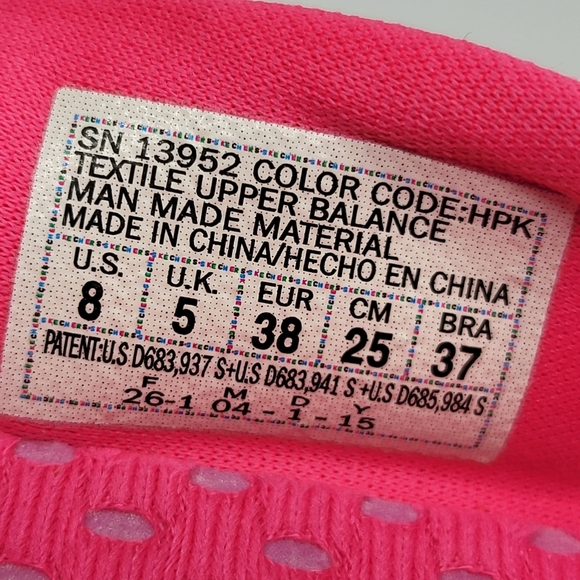 SN 13952 COLOR CODE:HPK
TEXTILE UPPER BALANCE
MAN MADE MATERIAL
MADE IN CHINA/HECHO EN CHINA
U.S. U.K. EUR CM BRA
8 5 38 25 37
PATENT:U.S D683,937 S+U.S D683,941 S +U.S D685,984 S
F M D Y
26-1 04-1-15